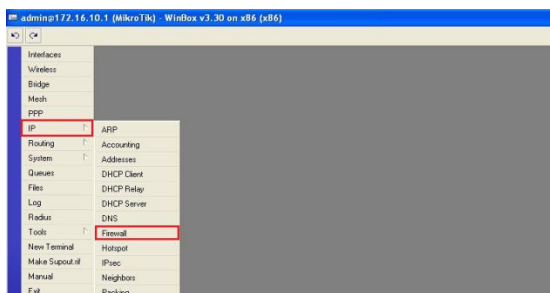 admin@172.16.10.1 (MikroTik) - WinBox v3.30 on x86 (x86)
Interfaces
Wireless
Bridge
Mesh
PPP
IP
Routing
System
Queues
Files
Log
Radius
Tools
New Terminal
Make Supout.rif
Manual
Exit
ARP
Accounting
Addresses
DHCP Client
DHCP Relay
DHCP Server
DNS
Firewall
Hotspot
IPsec
Neighbors
Packing